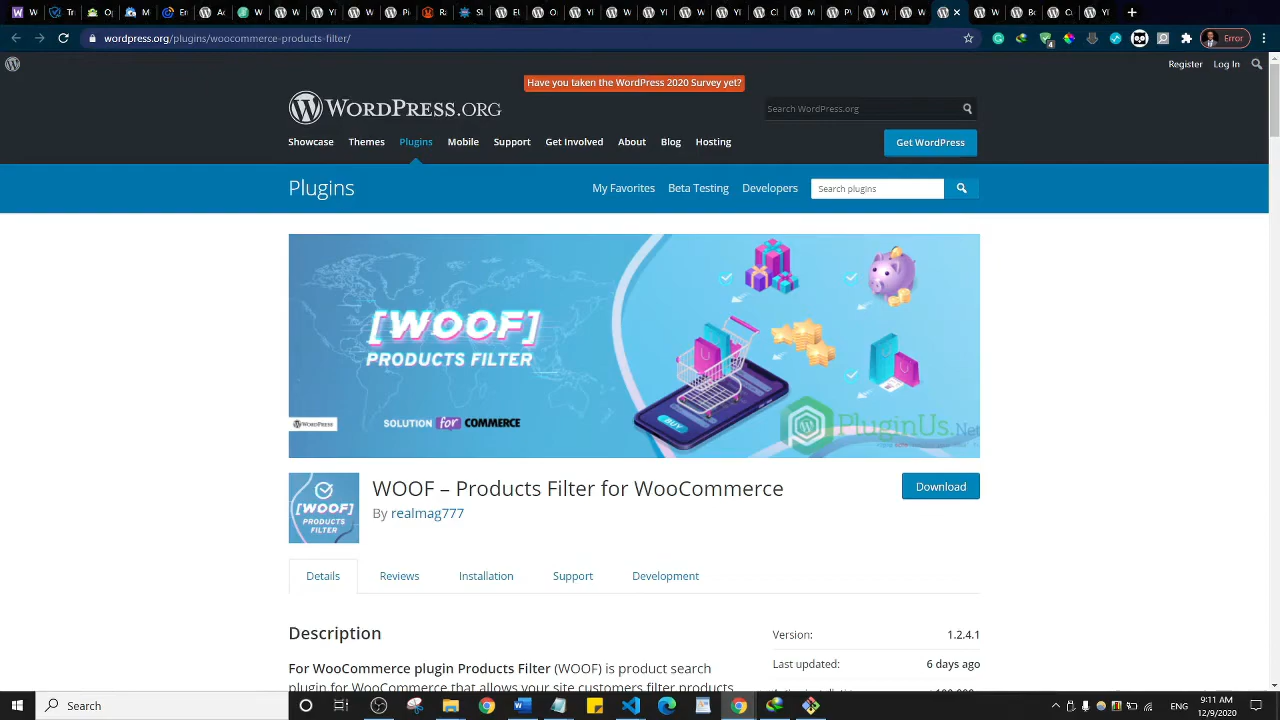 wordpress.org/plugins/woocommerce-products-filter/
Error
Register Log In
Have you taken the WordPress 2020 Survey yet?
WORDPRESS.ORG
Search WordPress.org
Showcase Themes Plugins Mobile Support Get Involved About Blog Hosting
Get WordPress
Plugins
My Favorites Beta Testing Developers
Search plugins
[WOOF]
PRODUCTS FILTER
BUY
WORDPRESS
SOLUTION for COMMERCE
PluginUs.Net
[WOOF]
PRODUCTS
FILTER
WOOF – Products Filter for WooCommerce
By realmag777
Download
Details Reviews Installation Support Development
Description
For WooCommerce plugin Products Filter (WOOF) is product search
plugin for WooCommerce that allows your site customers filter products
Version: 1.2.4.1
Last updated: 6 days ago
Search
ENG
9:11 AM
12/9/2020